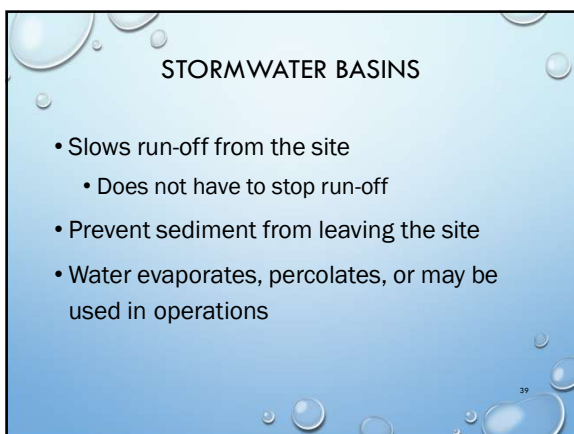 STORMWATER BASINS
• Slows run-off from the site
• Does not have to stop run-off
• Prevent sediment from leaving the site
• Water evaporates, percolates, or may be
used in operations
39